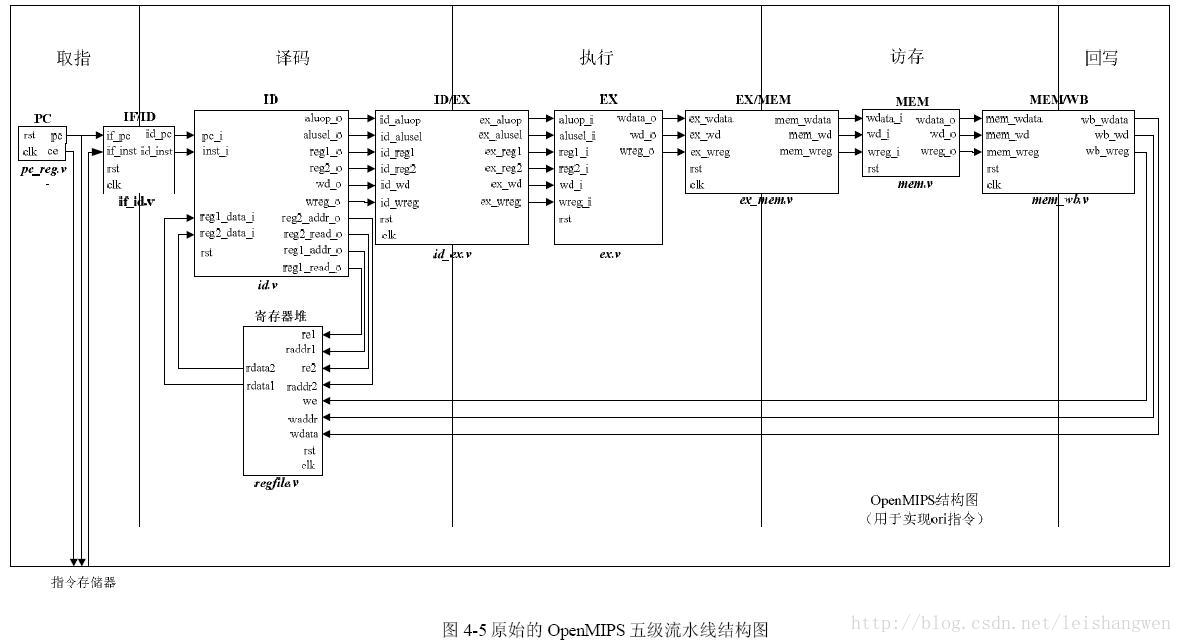 取指
译码
执行
访存
回写
PC
rst pc
clk ce
pc_reg.v
IF/ID
if_pc iid_pc
if_inst iid_inst
rst
clk
if_id.v
ID
aluop_o
alusel_o
pc_i reg1_o
inst_i reg2_o
wd_o
wreg_o
reg1_data_i reg2_addr_o
reg2_data_i reg2_read_o
rst reg1_addr_o
reg1_read_o
id.v
ID/EX
id_aluop ex_aluop
id_alusel ex_alusel
id_reg1 ex_reg1
id_reg2 ex_reg2
id_wd ex_wd
id_wreg ex_wreg
rst
clk
id_ex.v
EX
aluop_i wdata_o
alusel_i wd_o
reg1_i wreg_o
reg2_i
wd_i
wreg_i
rst
ex.v
EX/MEM
ex_wdata mem_wdata
ex_wd mem_wd
ex_wreg mem_wreg
rst
clk
ex_mem.v
MEM
wdata_i wdata_o
wd_i wd_o
wreg_i wreg_o
rst
mem.v
MEM/WB
mem_wdata wb_wdata
mem_wd wb_wd
mem_wreg wb_wreg
rst
clk
mem_wb.v
寄存器堆
re1
raddr1
rdata2 re2
rdata1 raddr2
we
waddr
wdata
rst
clk
regfile.v
OpenMIPS结构图
（用于实现ori指令）
指令存储器
图 4-5 原始的 OpenMIPS 五级流水线结构图
http://blog.csdn.net/leishangwen